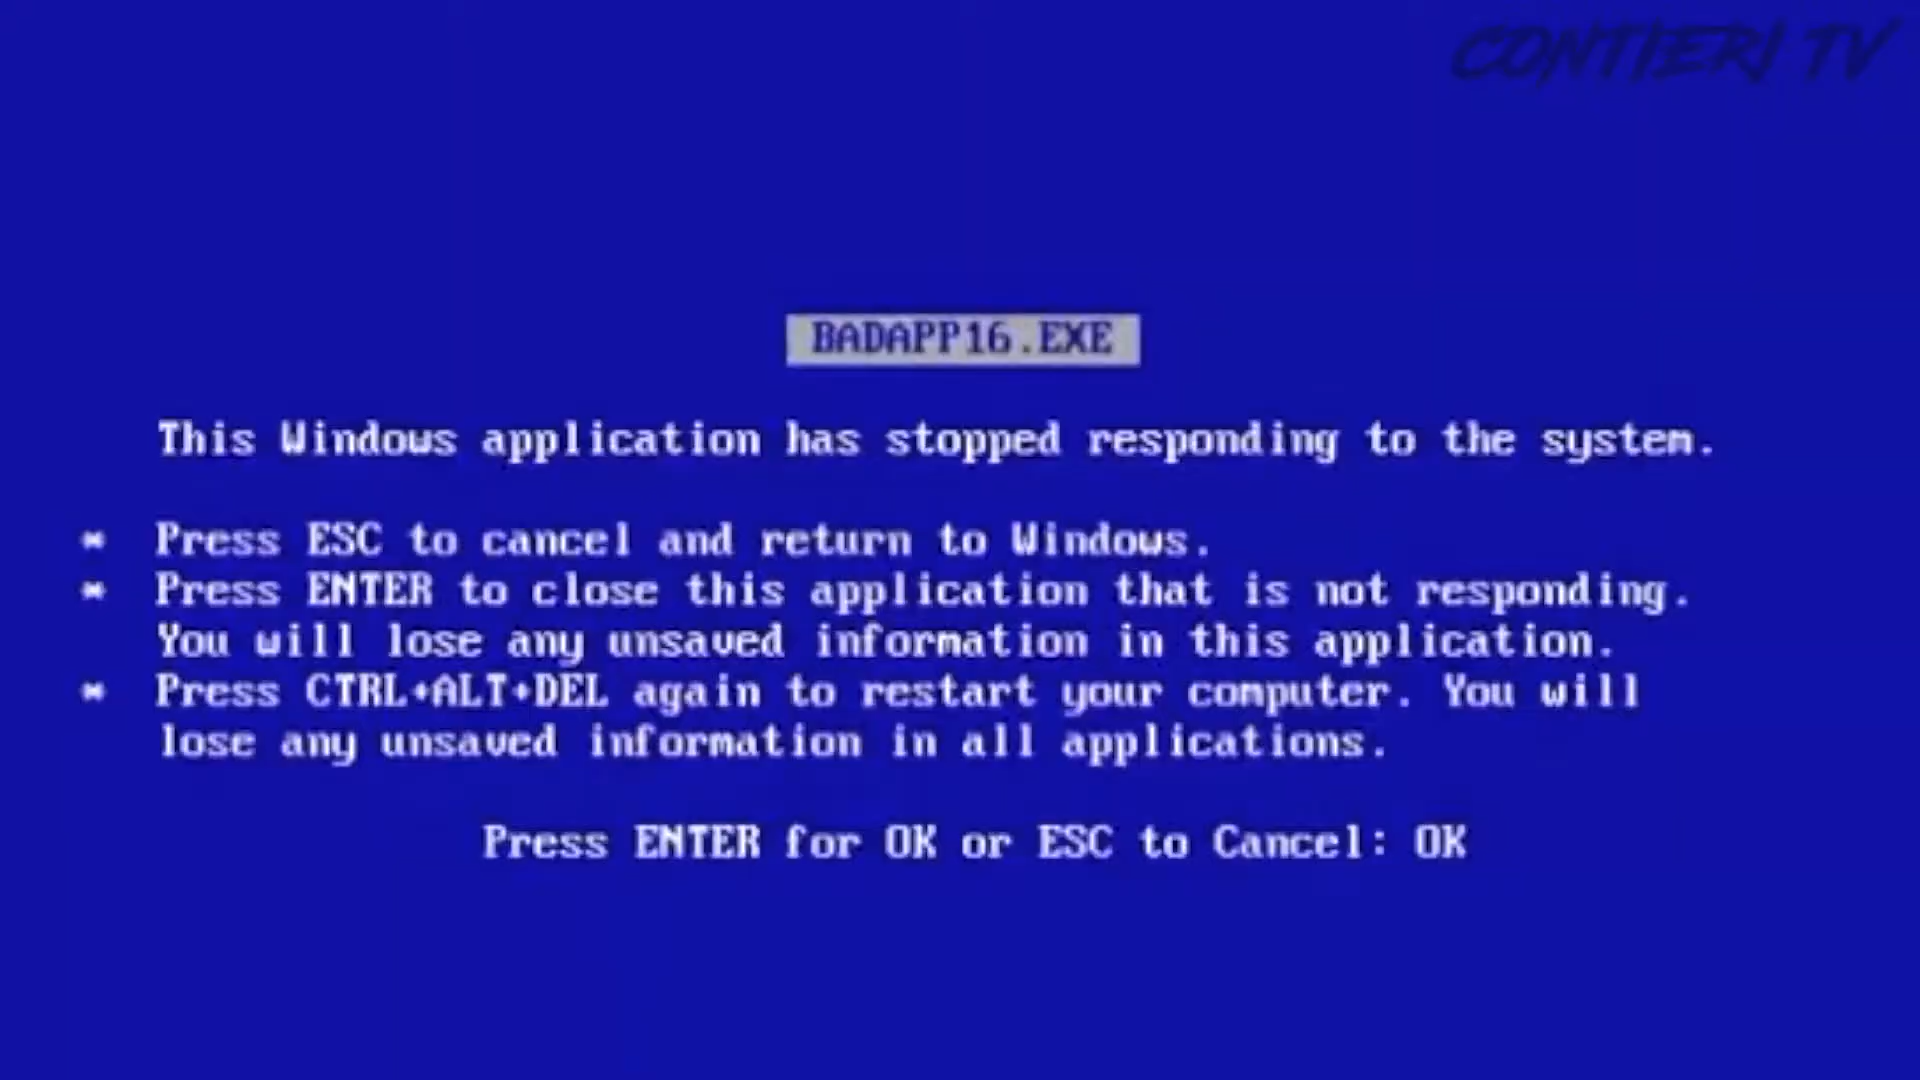 CONTIERI TV
BADAPP16.EXE
This Windows application has stopped responding to the system.
* Press ESC to cancel and return to Windows.
* Press ENTER to close this application that is not responding.
You will lose any unsaved information in this application.
* Press CTRL+ALT+DEL again to restart your computer. You will
lose any unsaved information in all applications.
Press ENTER for OK or ESC to Cancel: OK